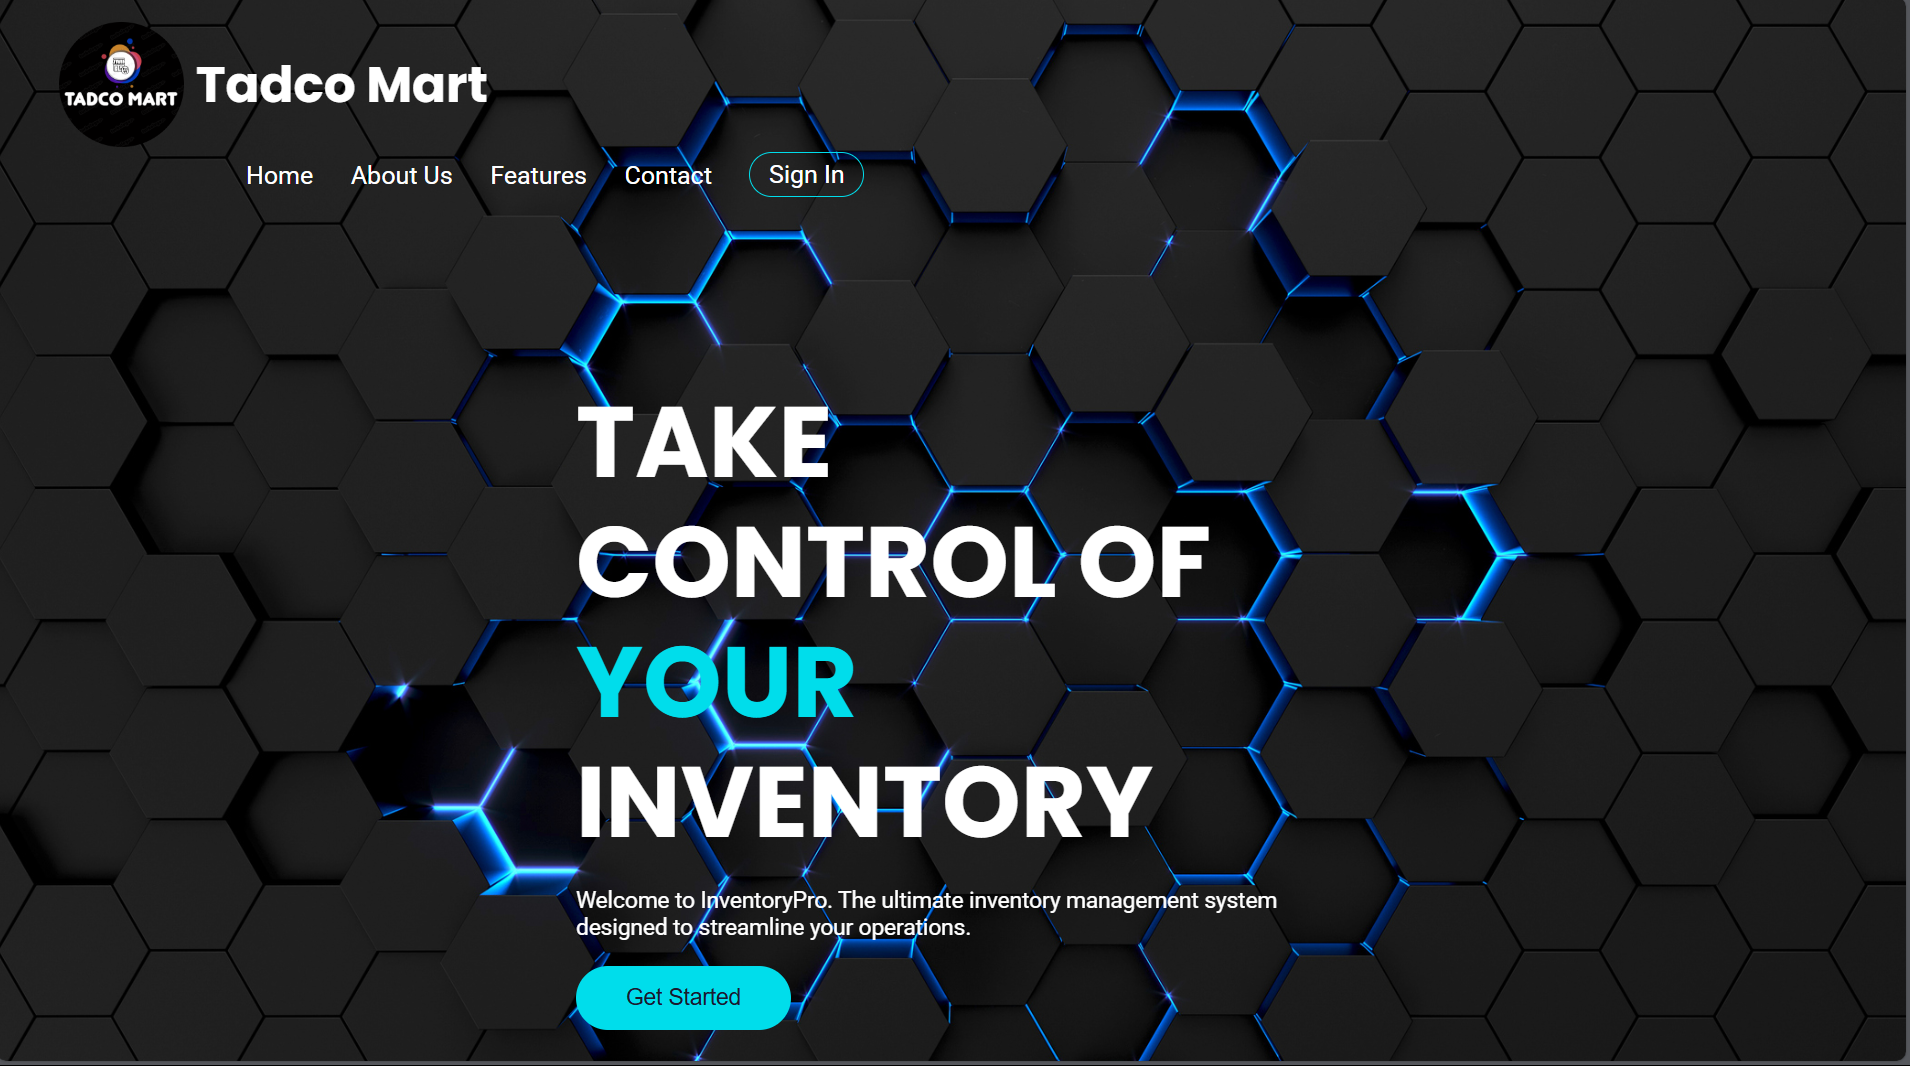 TADCO MART
Tadco Mart
Home About Us Features Contact Sign In
TAKE
CONTROL OF
YOUR
INVENTORY
Welcome to InventoryPro. The ultimate inventory management system
designed to streamline your operations.
Get Started